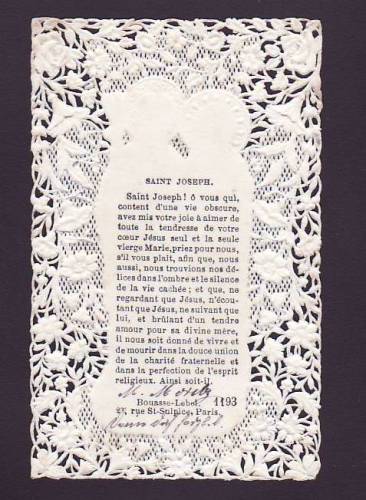 SAINT JOSEPH.
Saint Joseph! ô vous qui,
content d'une vie obscure,
avez mis votre joie à aimer de
toute la tendresse de votre
cœur Jésus seul et la seule
vierge Marie, priez pour nous,
s'il vous plait, afin que, nous
aussi, nous trouvions nos dé-
lices dans l'ombre et le silence
de la vie cachée; et que, ne
regardant que Jésus, n'écou-
tant que Jésus, ne suivant que
lui, et brûlant d'un tendre
amour pour sa divine mère,
il nous soit donné de vivre et
de mourir dans la douce union
de la charité fraternelle et
dans la perfection de l'esprit
religieux. Ainsi soit-il.
Bouasse-Lebel 1193
rue St-Sulpice, Paris.